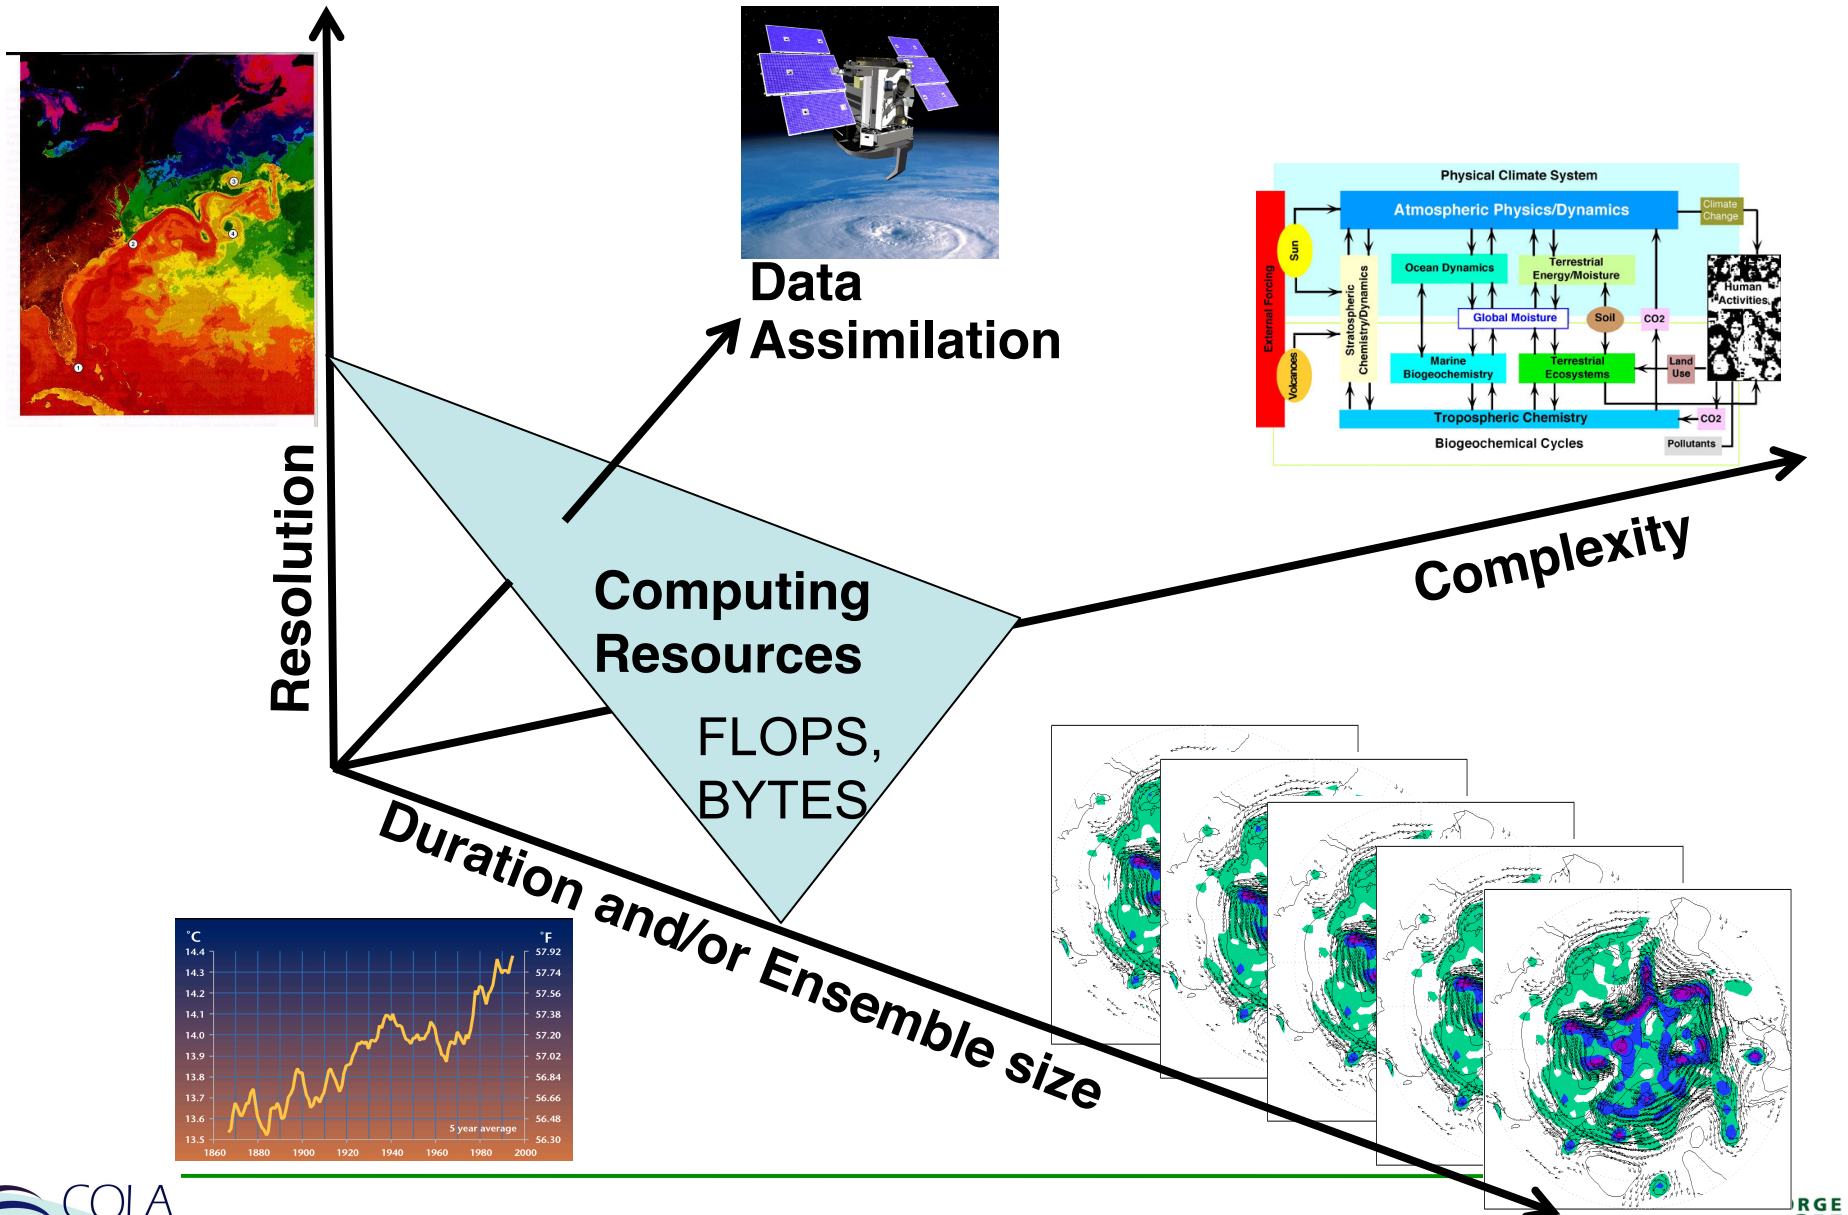 Resolution
1
2
3
4
Data
Assimilation
Physical Climate System
Atmospheric Physics/Dynamics
Climate
Change
External Forcing
Sun
Volcanoes
Stratospheric
Chemistry/Dynamics
Ocean Dynamics
Terrestrial
Energy/Moisture
Human
Activities
Global Moisture
Soil
CO2
Marine
Biogeochemistry
Terrestrial
Ecosystems
Land
Use
Tropospheric Chemistry
CO2
Biogeochemical Cycles
Pollutants
Complexity
Computing
Resources
FLOPS,
BYTES
Duration and/or Ensemble size
°C
°F
14.4
57.92
14.3
57.74
14.2
57.56
14.1
57.38
14.0
57.20
13.9
57.02
13.8
56.84
13.7
56.66
13.6
56.48
13.5
56.30
5 year average
1860 1880 1900 1920 1940 1960 1980 2000
COLA
RGE